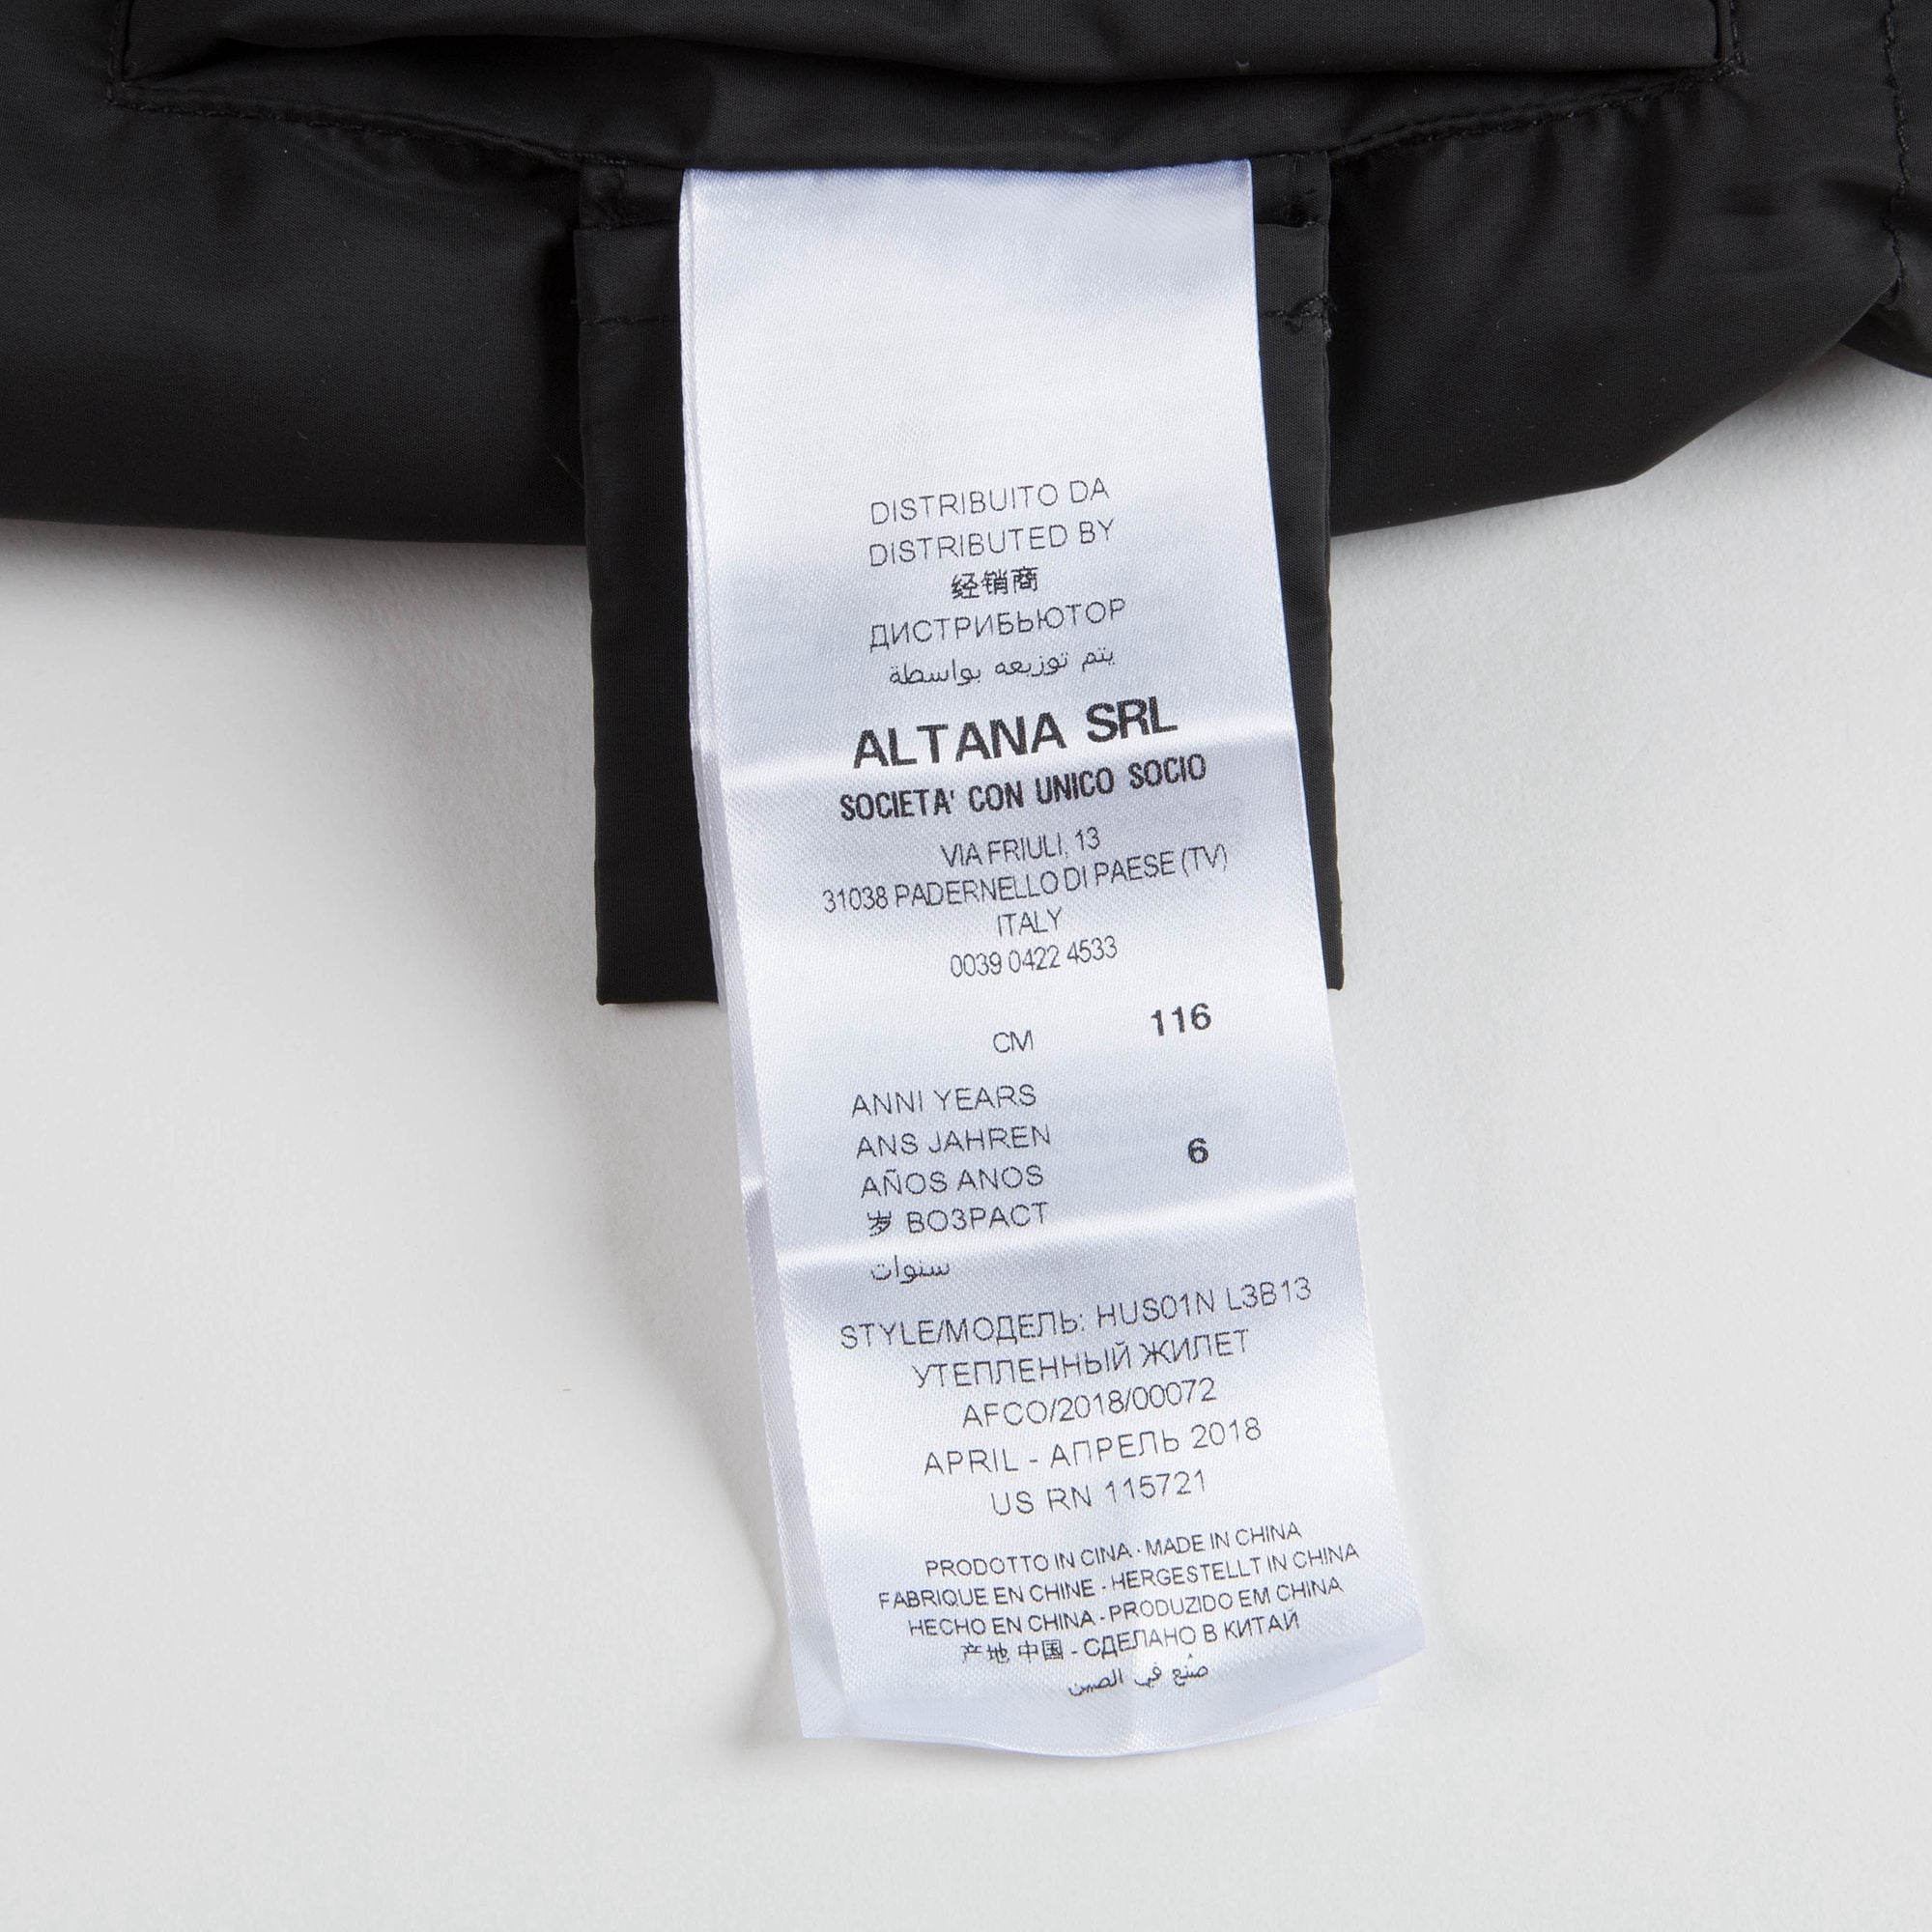 DISTRIBUITO DA
DISTRIBUTED BY
经销商
ДИСТРИБЬЮТОР
يتم توزيعه بواسطة
ALTANA SRL
SOCIETA' CON UNICO SOCIO
VIA FRIULI, 13
31038 PADERNELLO DI PAESE (TV)
ITALY
0039 0422 4533
CM 116
ANNI YEARS
ANS JAHREN
AÑOS ANOS 6
岁 ВОЗРАСТ
سنوات
STYLE/МОДЕЛЬ: HUS01N L3B13
УТЕПЛЕННЫЙ ЖИЛЕТ
AFCO/2018/00072
APRIL - АПРЕЛЬ 2018
US RN 115721
PRODOTTO IN CINA - MADE IN CHINA
FABRIQUE EN CHINE - HERGESTELLT IN CHINA
HECHO EN CHINA - PRODUZIDO EM CHINA
产地 中国 - СДЕЛАНО В КИТАЙ
صُنع في الصين